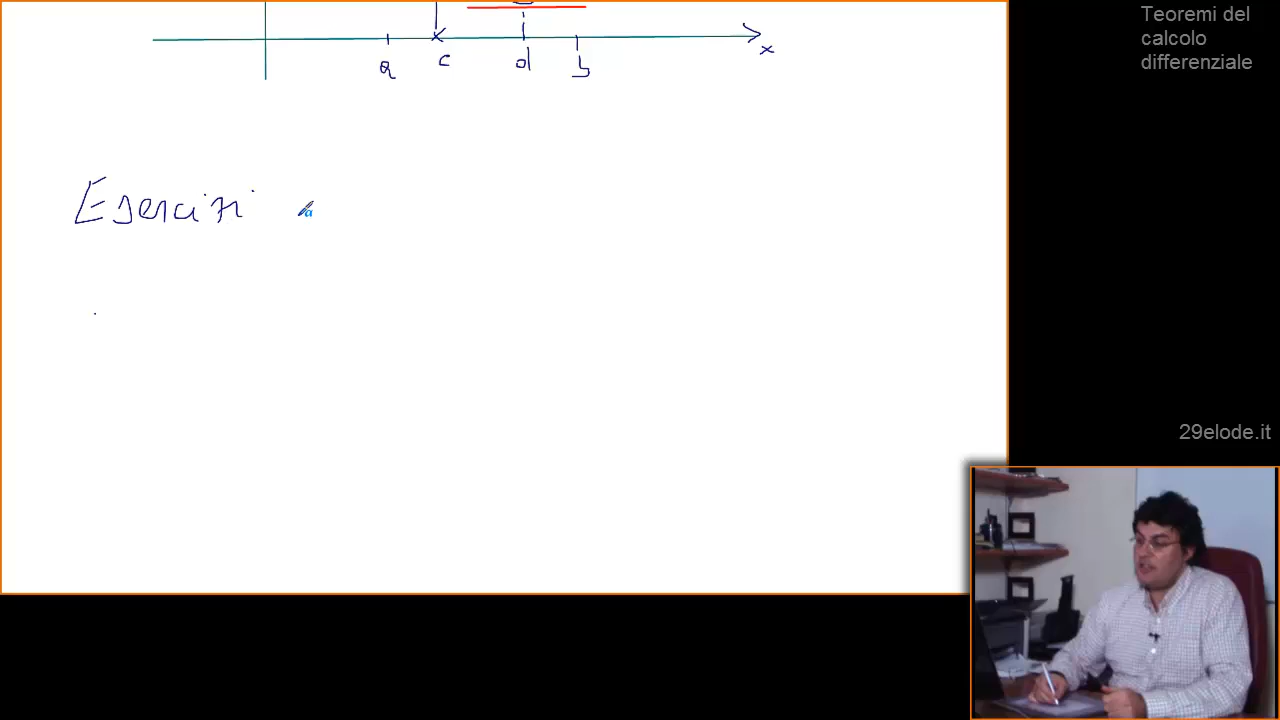 Teoremi del
calcolo
differenziale
x
a c d b
Esercizi
29elode.it